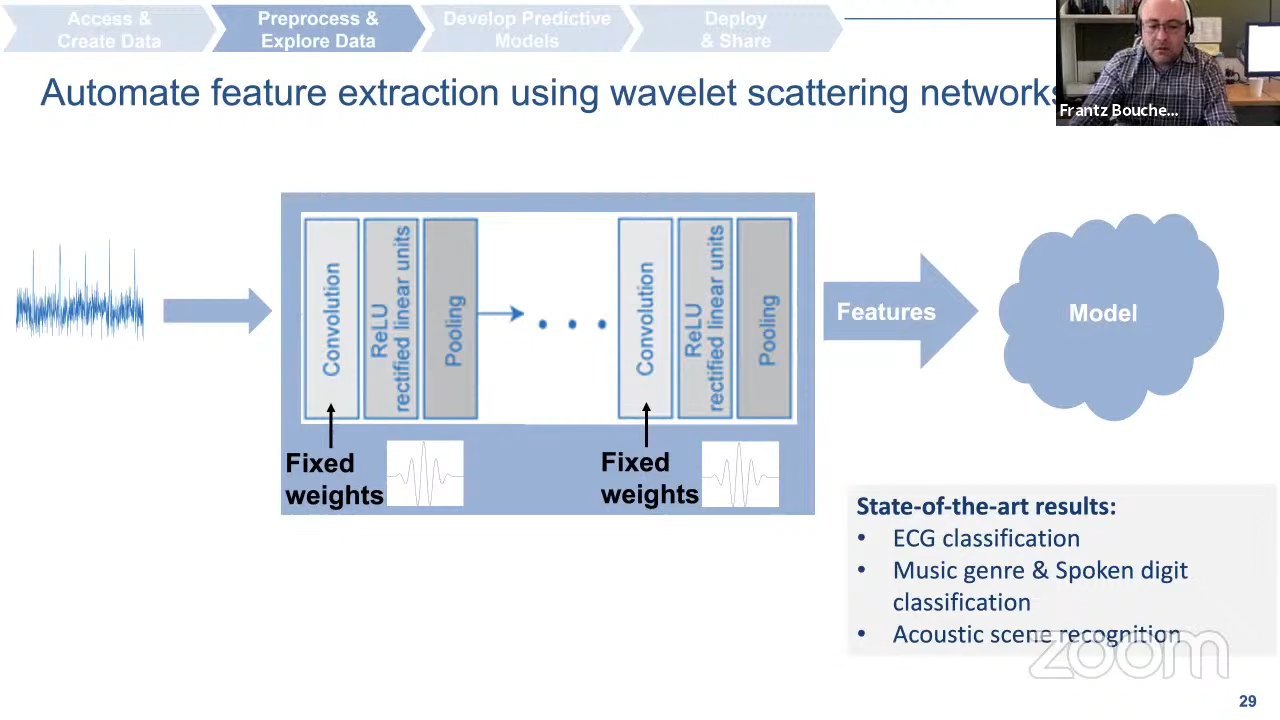 Access &
Create Data
Preprocess &
Explore Data
Develop Predictive
Models
Deploy
& Share
Automate feature extraction using wavelet scattering networks
Frantz Bouche...
Convolution
ReLU
rectified linear units
Pooling
Convolution
ReLU
rectified linear units
Pooling
Features
Model
Fixed
weights
Fixed
weights
State-of-the-art results:
• ECG classification
• Music genre & Spoken digit
classification
• Acoustic scene recognition
zoom
29